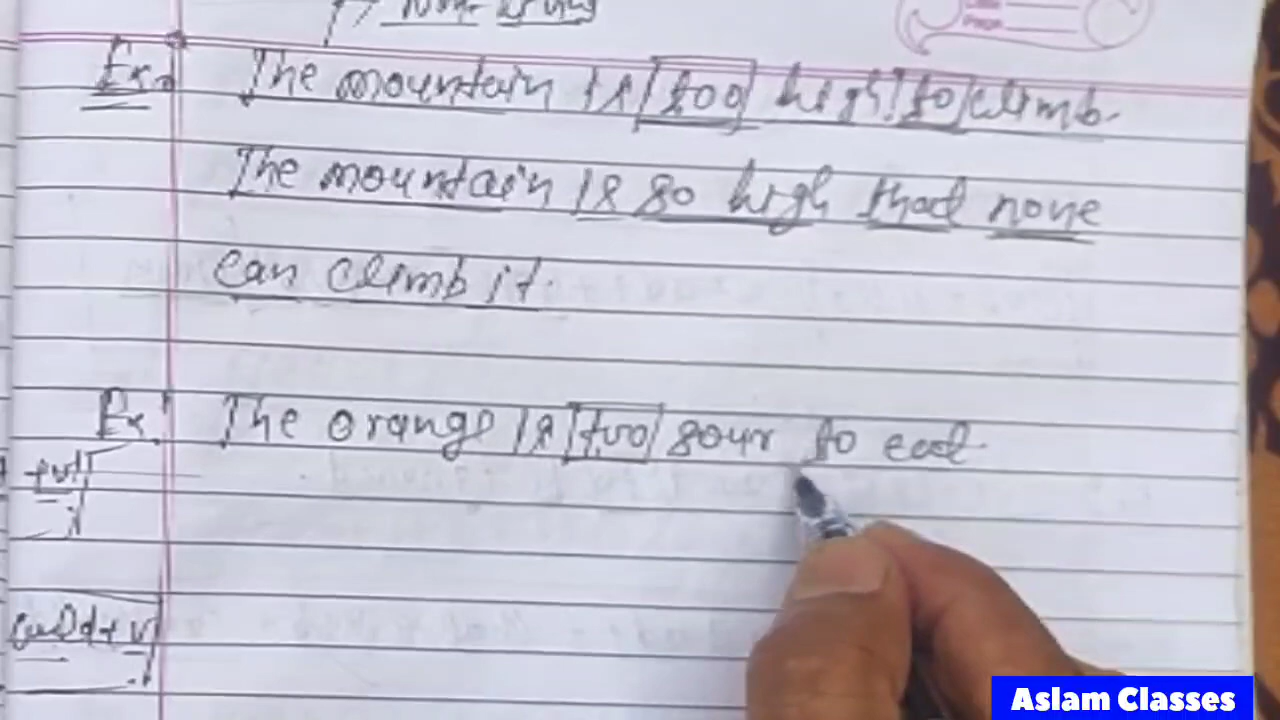 Page
Ex. The mountain is too high to climb.
The mountain is so high that none
can climb it.
Ex. The orange is too sour to eat.
Aslam Classes